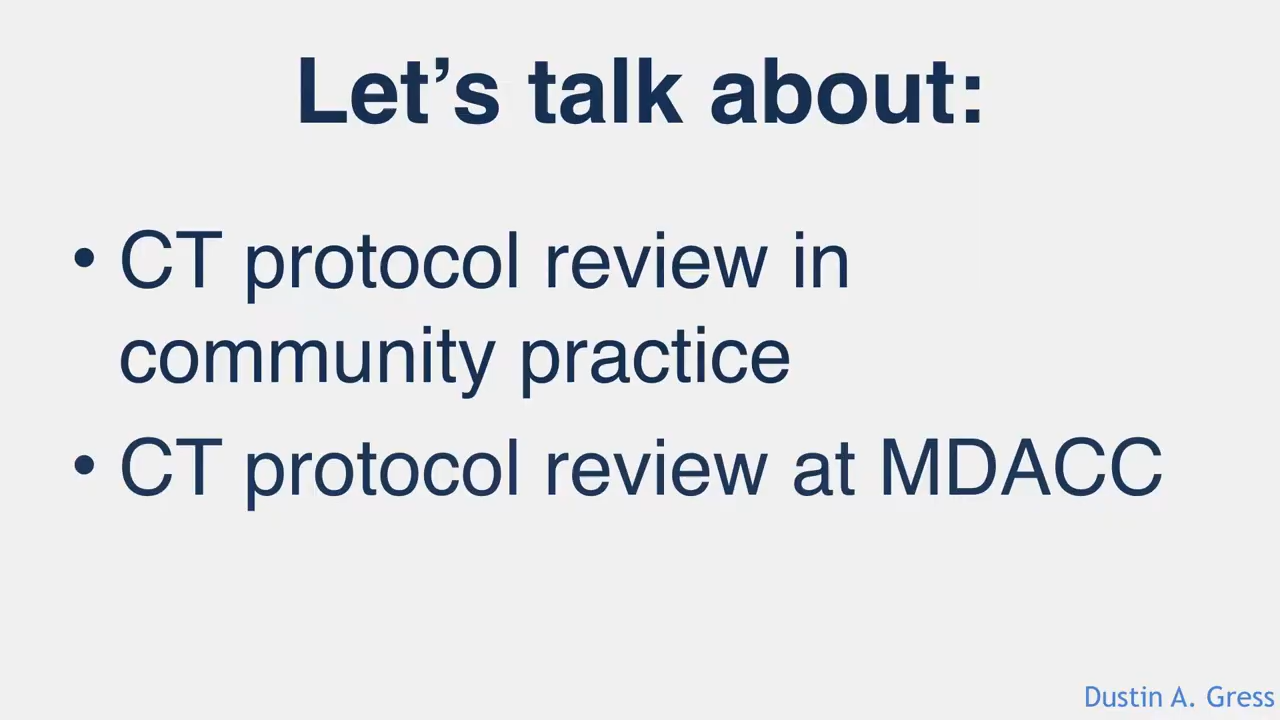 Let’s talk about:
• CT protocol review in
community practice
• CT protocol review at MDACC
Dustin A. Gress